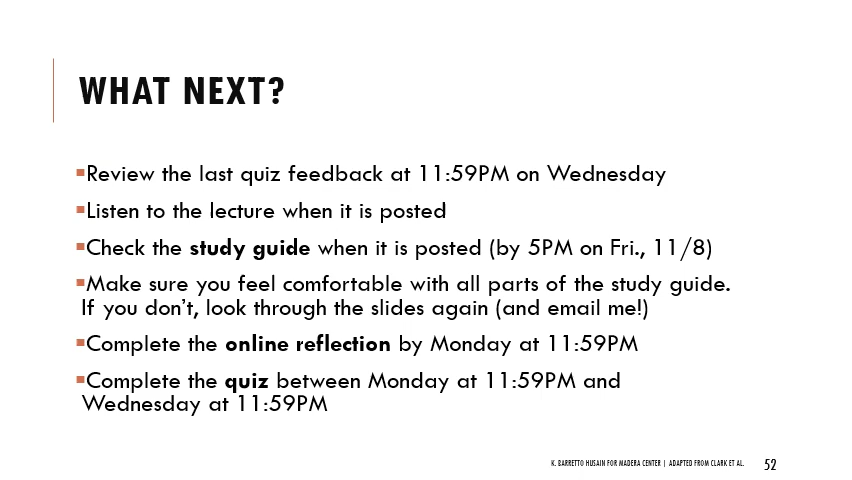 WHAT NEXT?
▪Review the last quiz feedback at 11:59PM on Wednesday
▪Listen to the lecture when it is posted
▪Check the study guide when it is posted (by 5PM on Fri., 11/8)
▪Make sure you feel comfortable with all parts of the study guide.
If you don't, look through the slides again (and email me!)
▪Complete the online reflection by Monday at 11:59PM
▪Complete the quiz between Monday at 11:59PM and
Wednesday at 11:59PM
K. BARRETTO HUSAIN FOR MADERA CENTER | ADAPTED FROM CLARK ET AL. 52